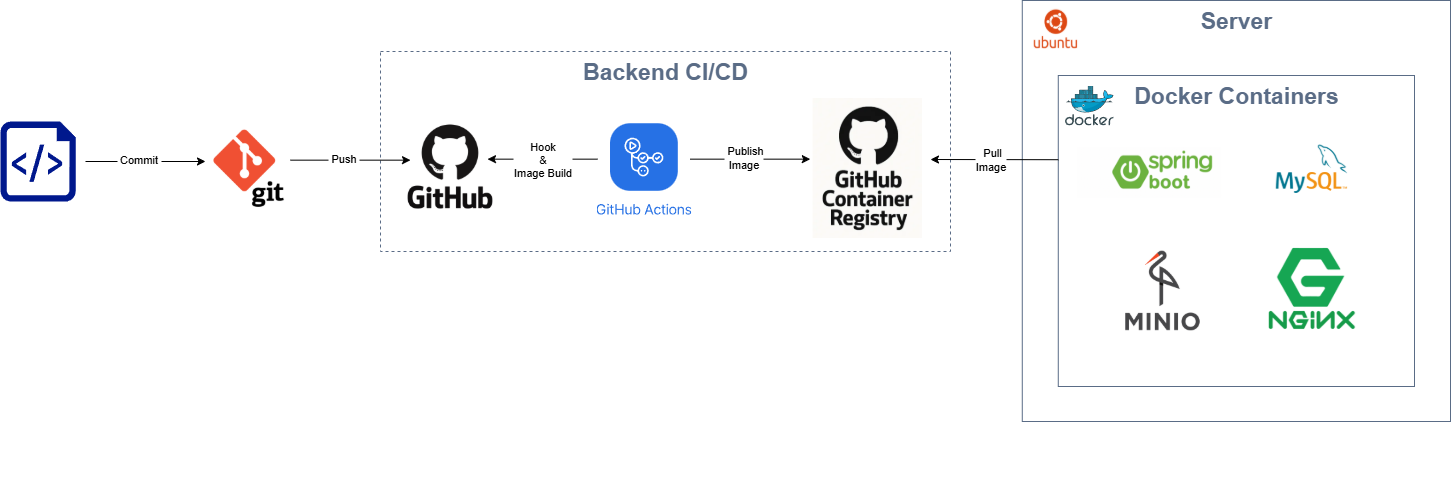 Server
ubuntu
Backend CI/CD
Docker Containers
docker
</>
Commit
git
Push
GitHub
Hook
&
Image Build
GitHub Actions
Publish
Image
GitHub
Container
Registry
Pull
Image
spring
boot
MySQL
MINIO
NGiNX